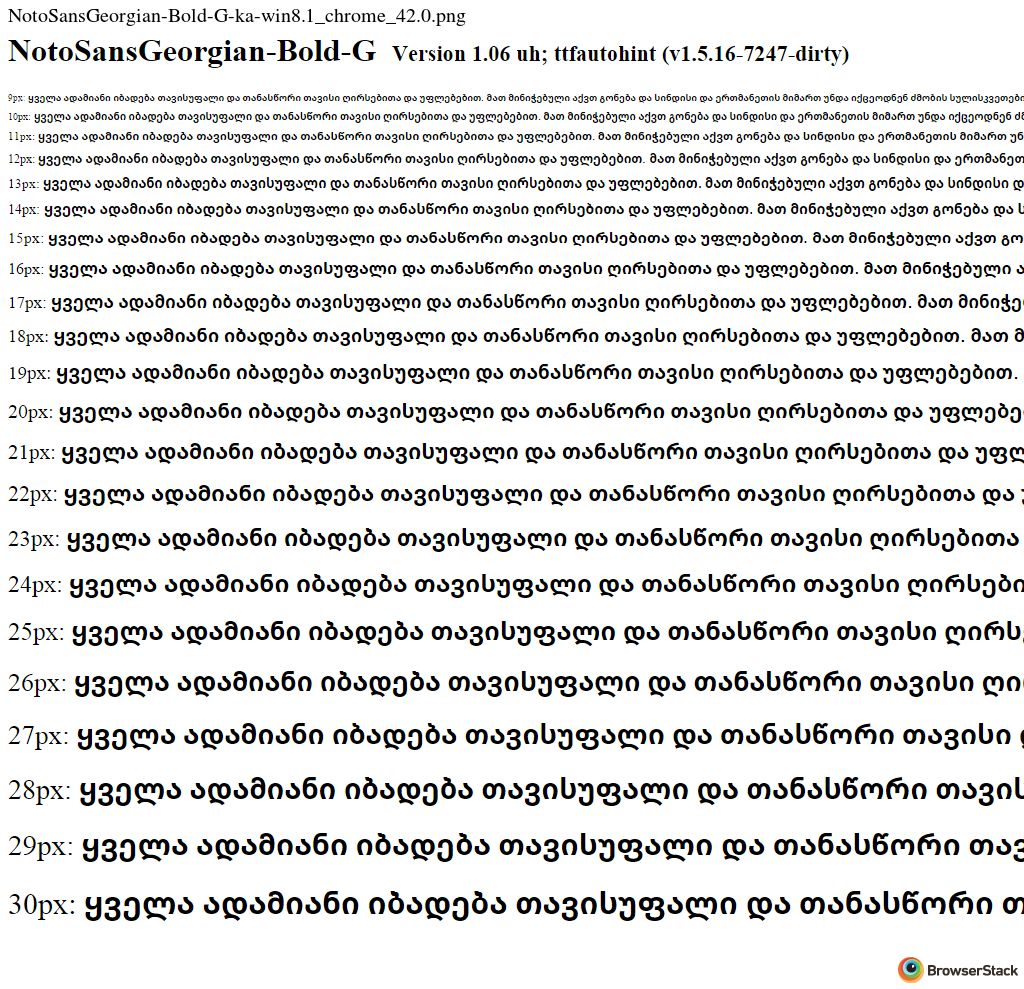 NotoSansGeorgian-Bold-G-ka-win8.1_chrome_42.0.png
NotoSansGeorgian-Bold-G Version 1.06 uh; ttfautohint (v1.5.16-7247-dirty)
9px: ყველა ადამიანი იბადება თავისუფალი და თანასწორი თავისი ღირსებითა და უფლებებით. მათ მინიჭებული აქვთ გონება და სინდისი და ერთმანეთის მიმართ უნდა იქცეოდნენ ძმობის სულისკვეთები
10px: ყველა ადამიანი იბადება თავისუფალი და თანასწორი თავისი ღირსებითა და უფლებებით. მათ მინიჭებული აქვთ გონება და სინდისი და ერთმანეთის მიმართ უნდა იქცეოდნენ
11px: ყველა ადამიანი იბადება თავისუფალი და თანასწორი თავისი ღირსებითა და უფლებებით. მათ მინიჭებული აქვთ გონება და სინდისი და ერთმანეთის მიმართ უნ
12px: ყველა ადამიანი იბადება თავისუფალი და თანასწორი თავისი ღირსებითა და უფლებებით. მათ მინიჭებული აქვთ გონება და სინდისი და ერთმანეთ
13px: ყველა ადამიანი იბადება თავისუფალი და თანასწორი თავისი ღირსებითა და უფლებებით. მათ მინიჭებული აქვთ გონება და სინდისი დ
14px: ყველა ადამიანი იბადება თავისუფალი და თანასწორი თავისი ღირსებითა და უფლებებით. მათ მინიჭებული აქვთ გონება და ს
15px: ყველა ადამიანი იბადება თავისუფალი და თანასწორი თავისი ღირსებითა და უფლებებით. მათ მინიჭებული აქვთ გო
16px: ყველა ადამიანი იბადება თავისუფალი და თანასწორი თავისი ღირსებითა და უფლებებით. მათ მინიჭებული ა
17px: ყველა ადამიანი იბადება თავისუფალი და თანასწორი თავისი ღირსებითა და უფლებებით. მათ მინიჭე
18px: ყველა ადამიანი იბადება თავისუფალი და თანასწორი თავისი ღირსებითა და უფლებებით. მათ მ
19px: ყველა ადამიანი იბადება თავისუფალი და თანასწორი თავისი ღირსებითა და უფლებებით.
20px: ყველა ადამიანი იბადება თავისუფალი და თანასწორი თავისი ღირსებითა და უფლებე
21px: ყველა ადამიანი იბადება თავისუფალი და თანასწორი თავისი ღირსებითა და უფლ
22px: ყველა ადამიანი იბადება თავისუფალი და თანასწორი თავისი ღირსებითა და
23px: ყველა ადამიანი იბადება თავისუფალი და თანასწორი თავისი ღირსებითა
24px: ყველა ადამიანი იბადება თავისუფალი და თანასწორი თავისი ღირსები
25px: ყველა ადამიანი იბადება თავისუფალი და თანასწორი თავისი ღირს
26px: ყველა ადამიანი იბადება თავისუფალი და თანასწორი თავისი ღი
27px: ყველა ადამიანი იბადება თავისუფალი და თანასწორი თავისი
28px: ყველა ადამიანი იბადება თავისუფალი და თანასწორი თავის
29px: ყველა ადამიანი იბადება თავისუფალი და თანასწორი თავ
30px: ყველა ადამიანი იბადება თავისუფალი და თანასწორი თ
BrowserStack